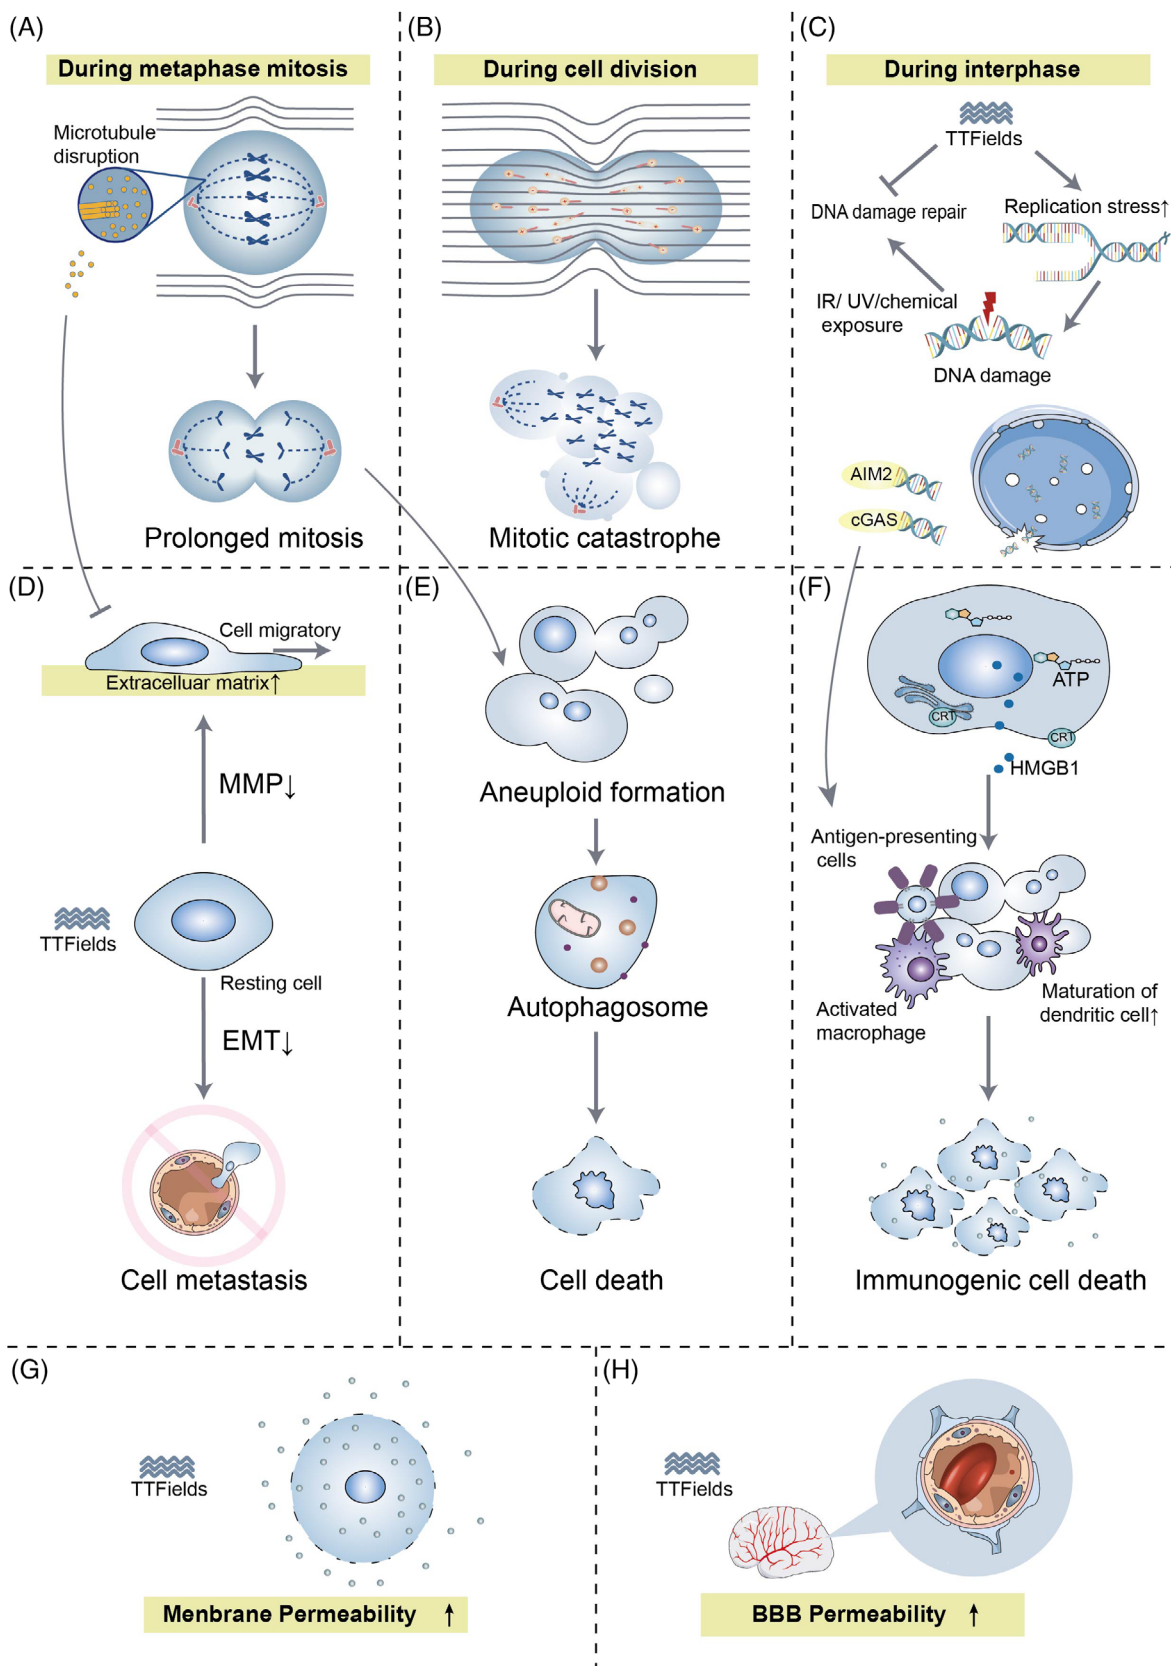 (A)
During metaphase mitosis
Microtubule
disruption
Prolonged mitosis
(B)
During cell division
Mitotic catastrophe
(C)
During interphase
TTFields
DNA damage repair
Replication stress↑
IR/ UV/chemical
exposure
DNA damage
AIM2
cGAS
(D)
Cell migratory
Extracelluar matrix↑
MMP↓
TTFields
Resting cell
EMT↓
Cell metastasis
(E)
Aneuploid formation
Autophagosome
Cell death
(F)
ATP
CRT
CRT
HMGB1
Antigen-presenting
cells
Activated
macrophage
Maturation of
dendritic cell↑
Immunogenic cell death
(G)
TTFields
Menbrane Permeability ↑
(H)
TTFields
BBB Permeability ↑